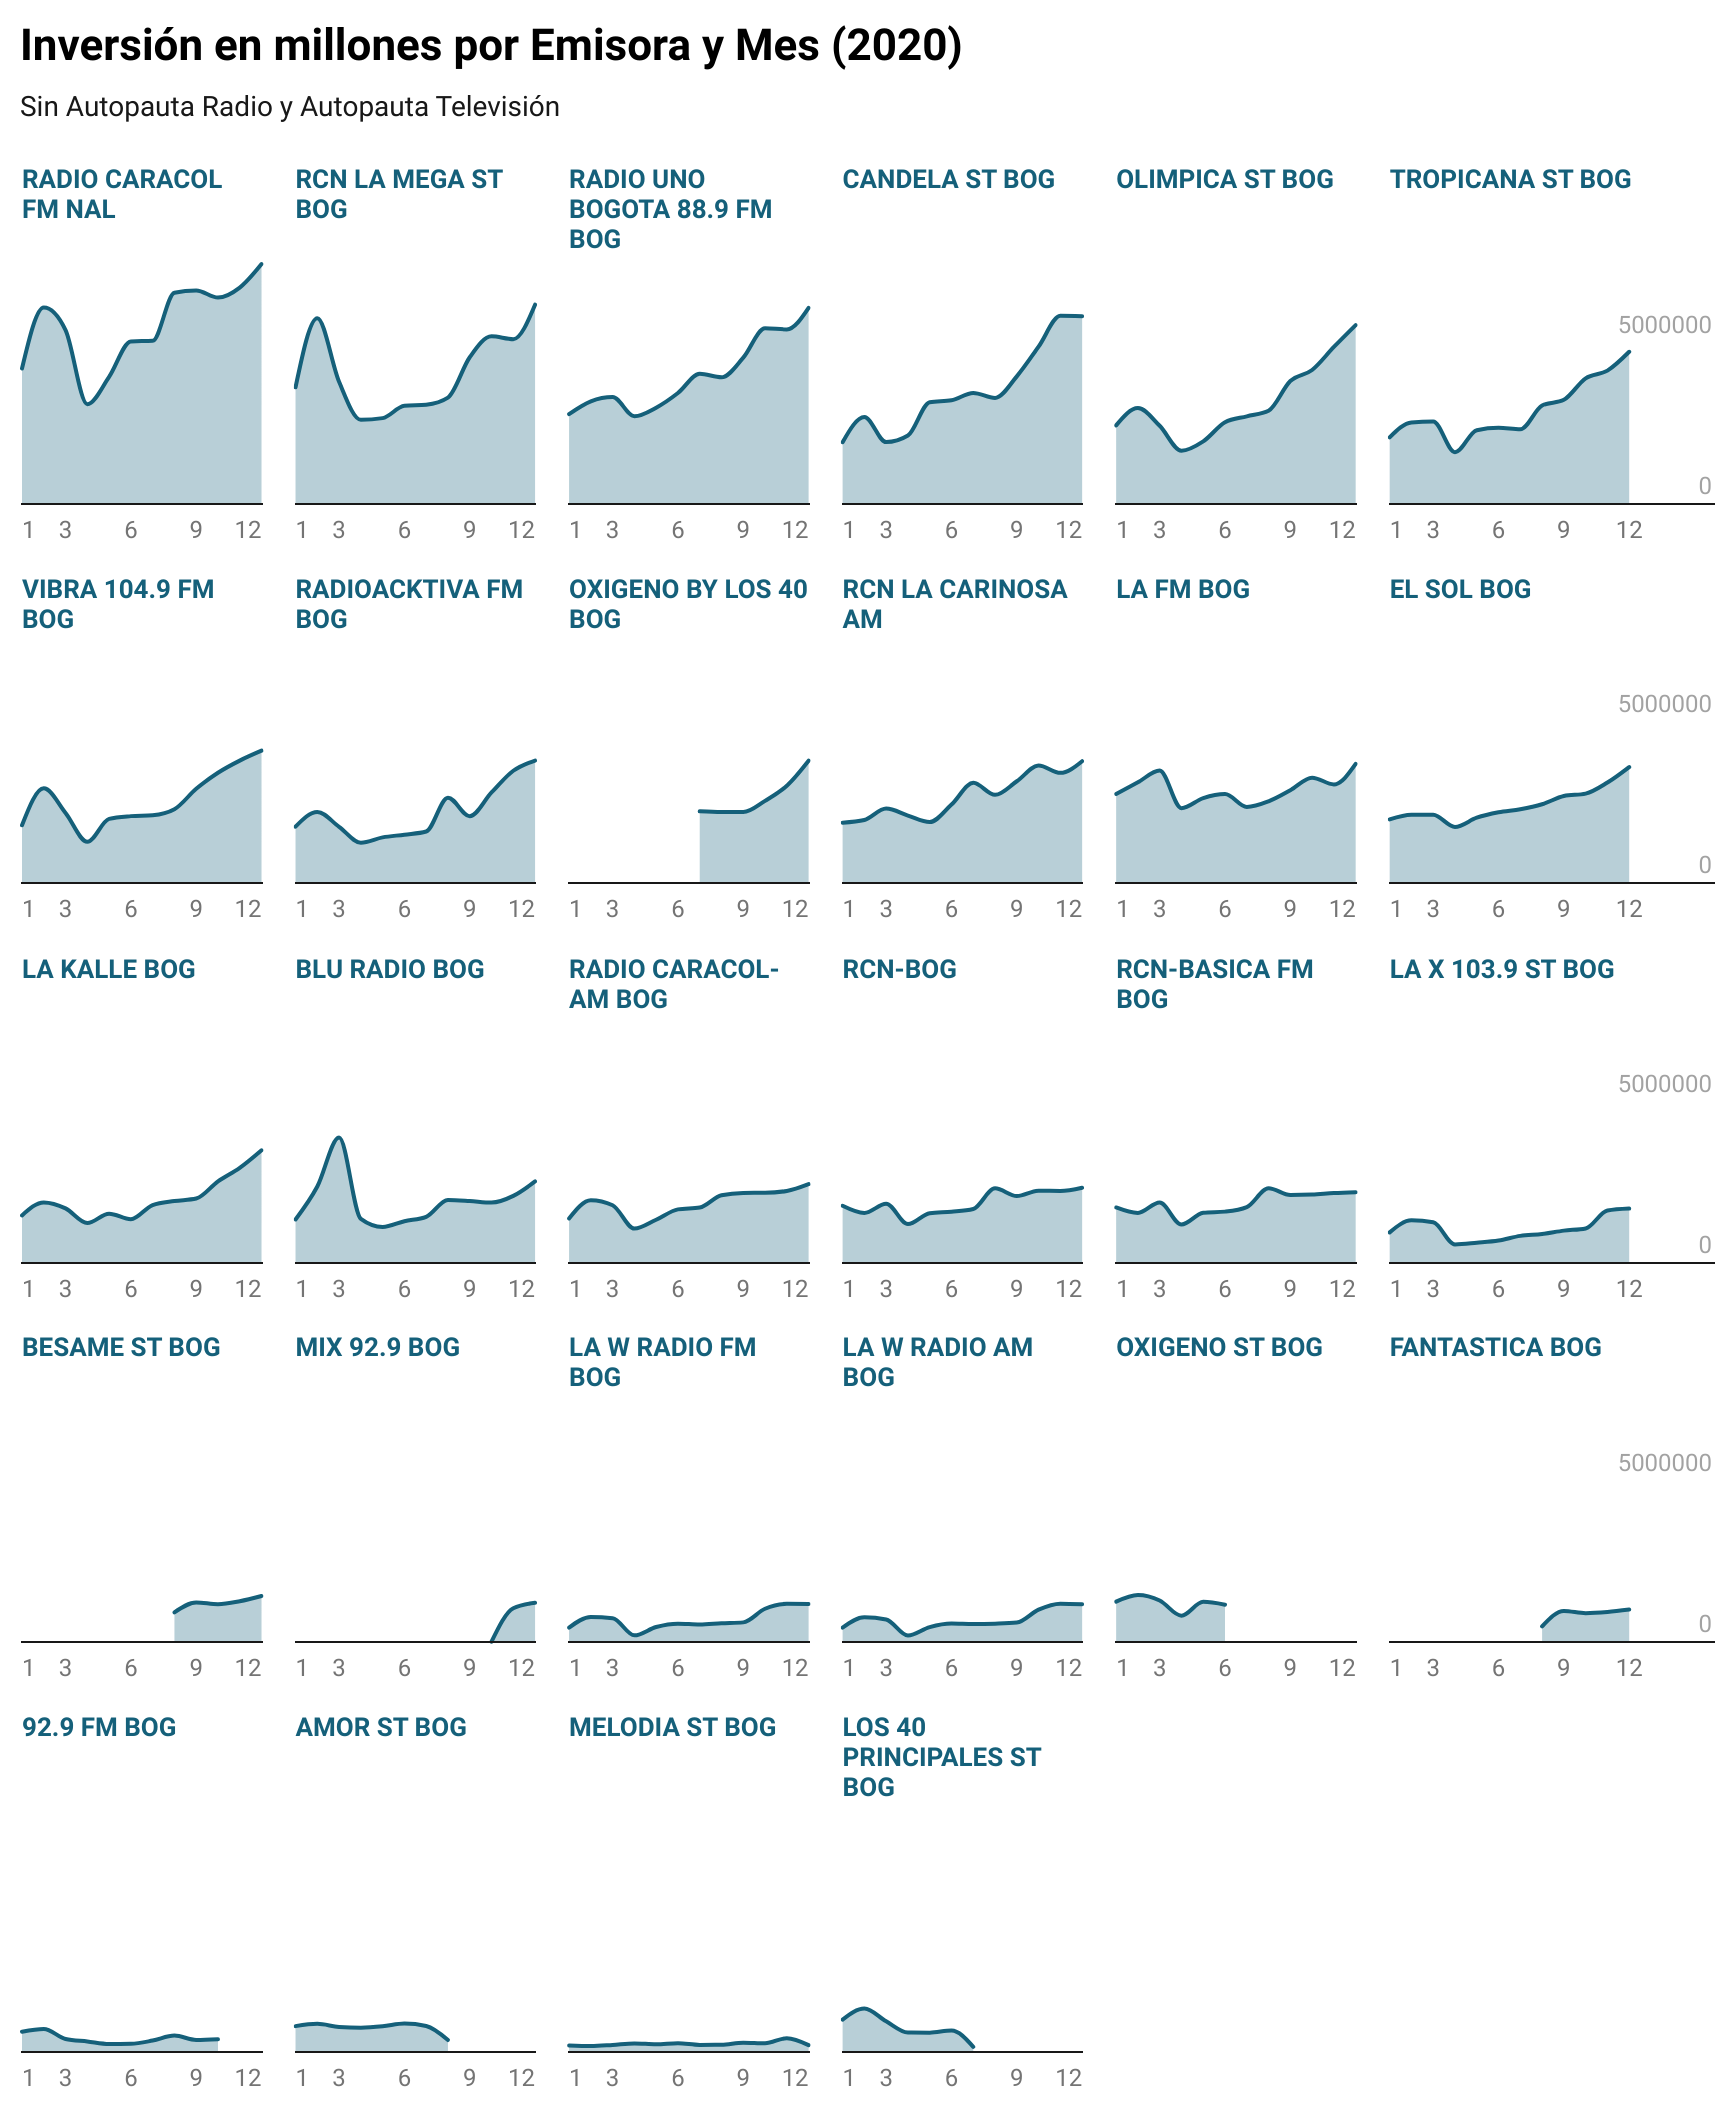 Inversión en millones por Emisora y Mes (2020)
Sin Autopauta Radio y Autopauta Televisión
RADIO CARACOL
FM NAL
RCN LA MEGA ST
BOG
RADIO UNO
BOGOTA 88.9 FM
BOG
CANDELA ST BOG
OLIMPICA ST BOG
TROPICANA ST BOG
5000000
0
1 3 6 9 12
1 3 6 9 12
1 3 6 9 12
1 3 6 9 12
1 3 6 9 12
1 3 6 9 12
VIBRA 104.9 FM
BOG
RADIOACKTIVA FM
BOG
OXIGENO BY LOS 40
BOG
RCN LA CARINOSA
AM
LA FM BOG
EL SOL BOG
5000000
0
1 3 6 9 12
1 3 6 9 12
1 3 6 9 12
1 3 6 9 12
1 3 6 9 12
1 3 6 9 12
LA KALLE BOG
BLU RADIO BOG
RADIO CARACOL-
AM BOG
RCN-BOG
RCN-BASICA FM
BOG
LA X 103.9 ST BOG
5000000
0
1 3 6 9 12
1 3 6 9 12
1 3 6 9 12
1 3 6 9 12
1 3 6 9 12
1 3 6 9 12
BESAME ST BOG
MIX 92.9 BOG
LA W RADIO FM
BOG
LA W RADIO AM
BOG
OXIGENO ST BOG
FANTASTICA BOG
5000000
0
1 3 6 9 12
1 3 6 9 12
1 3 6 9 12
1 3 6 9 12
1 3 6 9 12
1 3 6 9 12
92.9 FM BOG
AMOR ST BOG
MELODIA ST BOG
LOS 40
PRINCIPALES ST
BOG
1 3 6 9 12
1 3 6 9 12
1 3 6 9 12
1 3 6 9 12